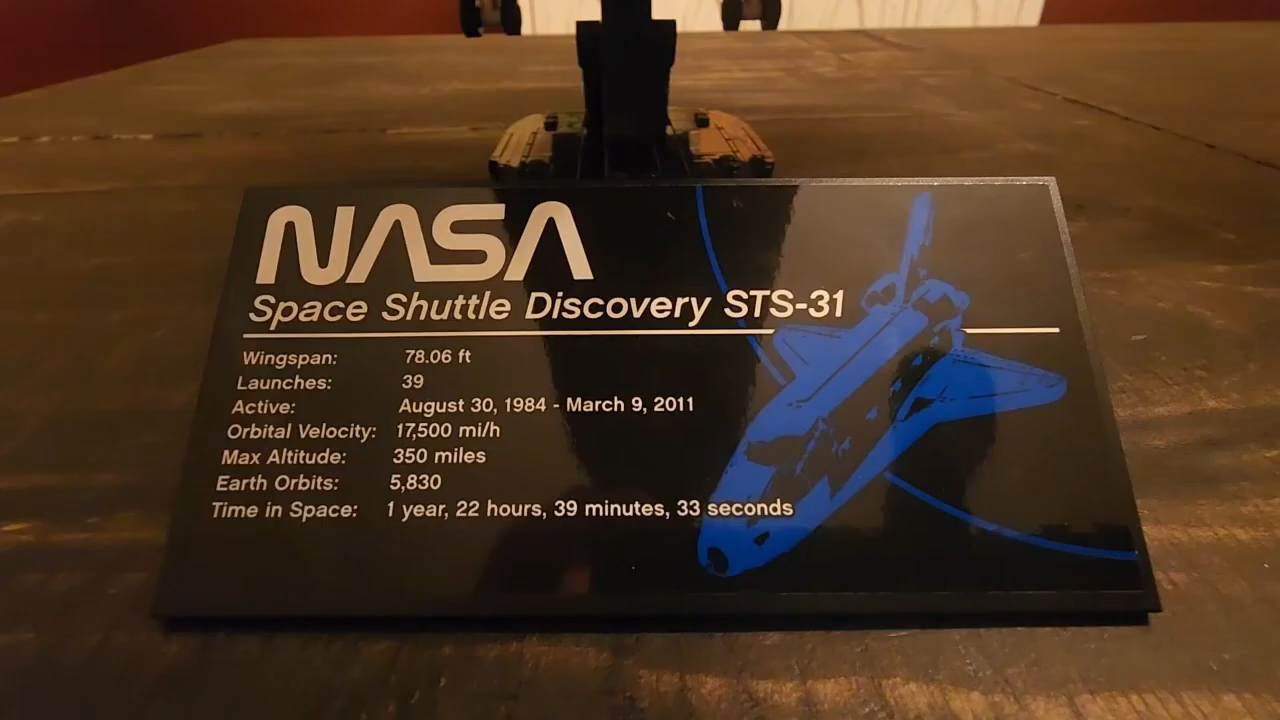 NASA
Space Shuttle Discovery STS-31
Wingspan: 78.06 ft
Launches: 39
Active: August 30, 1984 - March 9, 2011
Orbital Velocity: 17,500 mi/h
Max Altitude: 350 miles
Earth Orbits: 5,830
Time in Space: 1 year, 22 hours, 39 minutes, 33 seconds